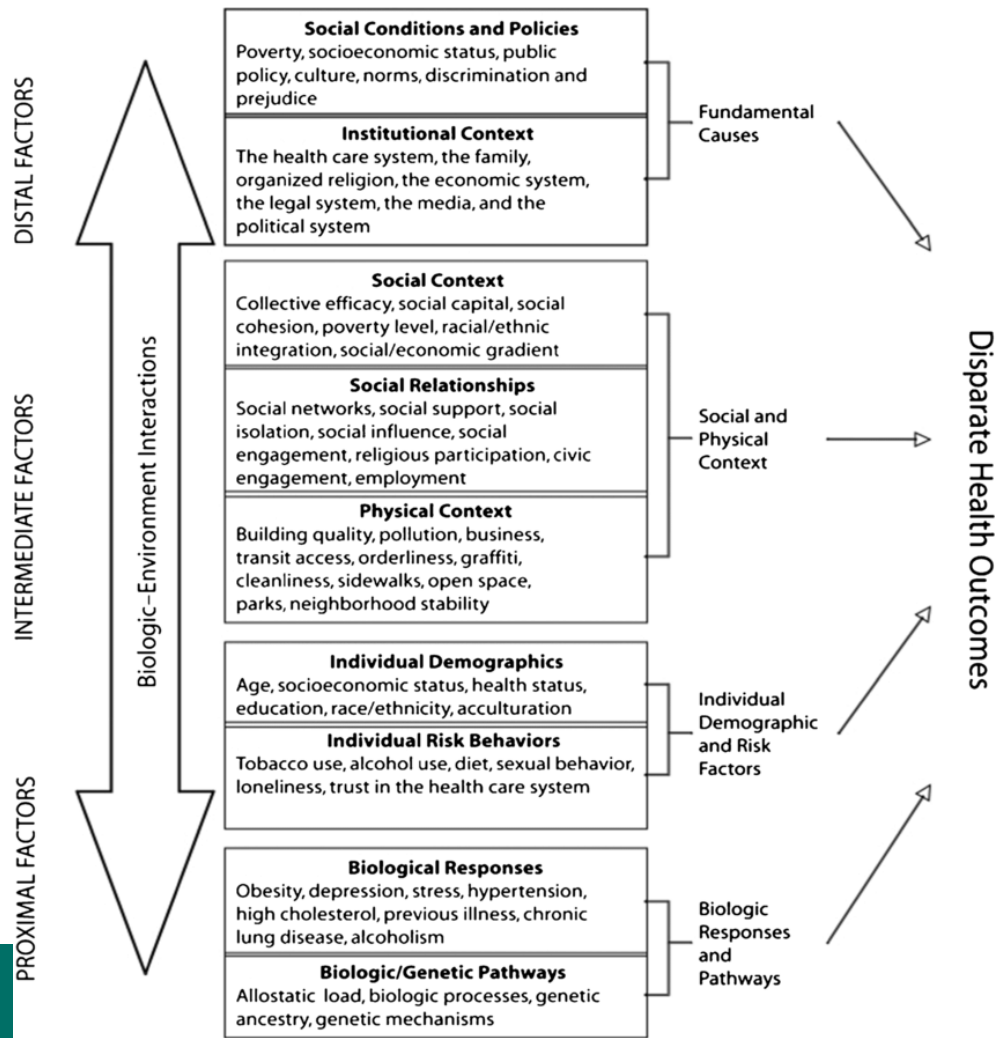 DISTAL FACTORS
INTERMEDIATE FACTORS
PROXIMAL FACTORS
Biologic–Environment Interactions
Social Conditions and Policies
Poverty, socioeconomic status, public
policy, culture, norms, discrimination and
prejudice
Institutional Context
The health care system, the family,
organized religion, the economic system,
the legal system, the media, and the
political system
Fundamental
Causes
Social Context
Collective efficacy, social capital, social
cohesion, poverty level, racial/ethnic
integration, social/economic gradient
Social Relationships
Social networks, social support, social
isolation, social influence, social
engagement, religious participation, civic
engagement, employment
Physical Context
Building quality, pollution, business,
transit access, orderliness, graffiti,
cleanliness, sidewalks, open space,
parks, neighborhood stability
Social and
Physical
Context
Individual Demographics
Age, socioeconomic status, health status,
education, race/ethnicity, acculturation
Individual Risk Behaviors
Tobacco use, alcohol use, diet, sexual behavior,
loneliness, trust in the health care system
Individual
Demographic
and Risk
Factors
Biological Responses
Obesity, depression, stress, hypertension,
high cholesterol, previous illness, chronic
lung disease, alcoholism
Biologic/Genetic Pathways
Allostatic load, biologic processes, genetic
ancestry, genetic mechanisms
Biologic
Responses
and
Pathways
Disparate Health Outcomes